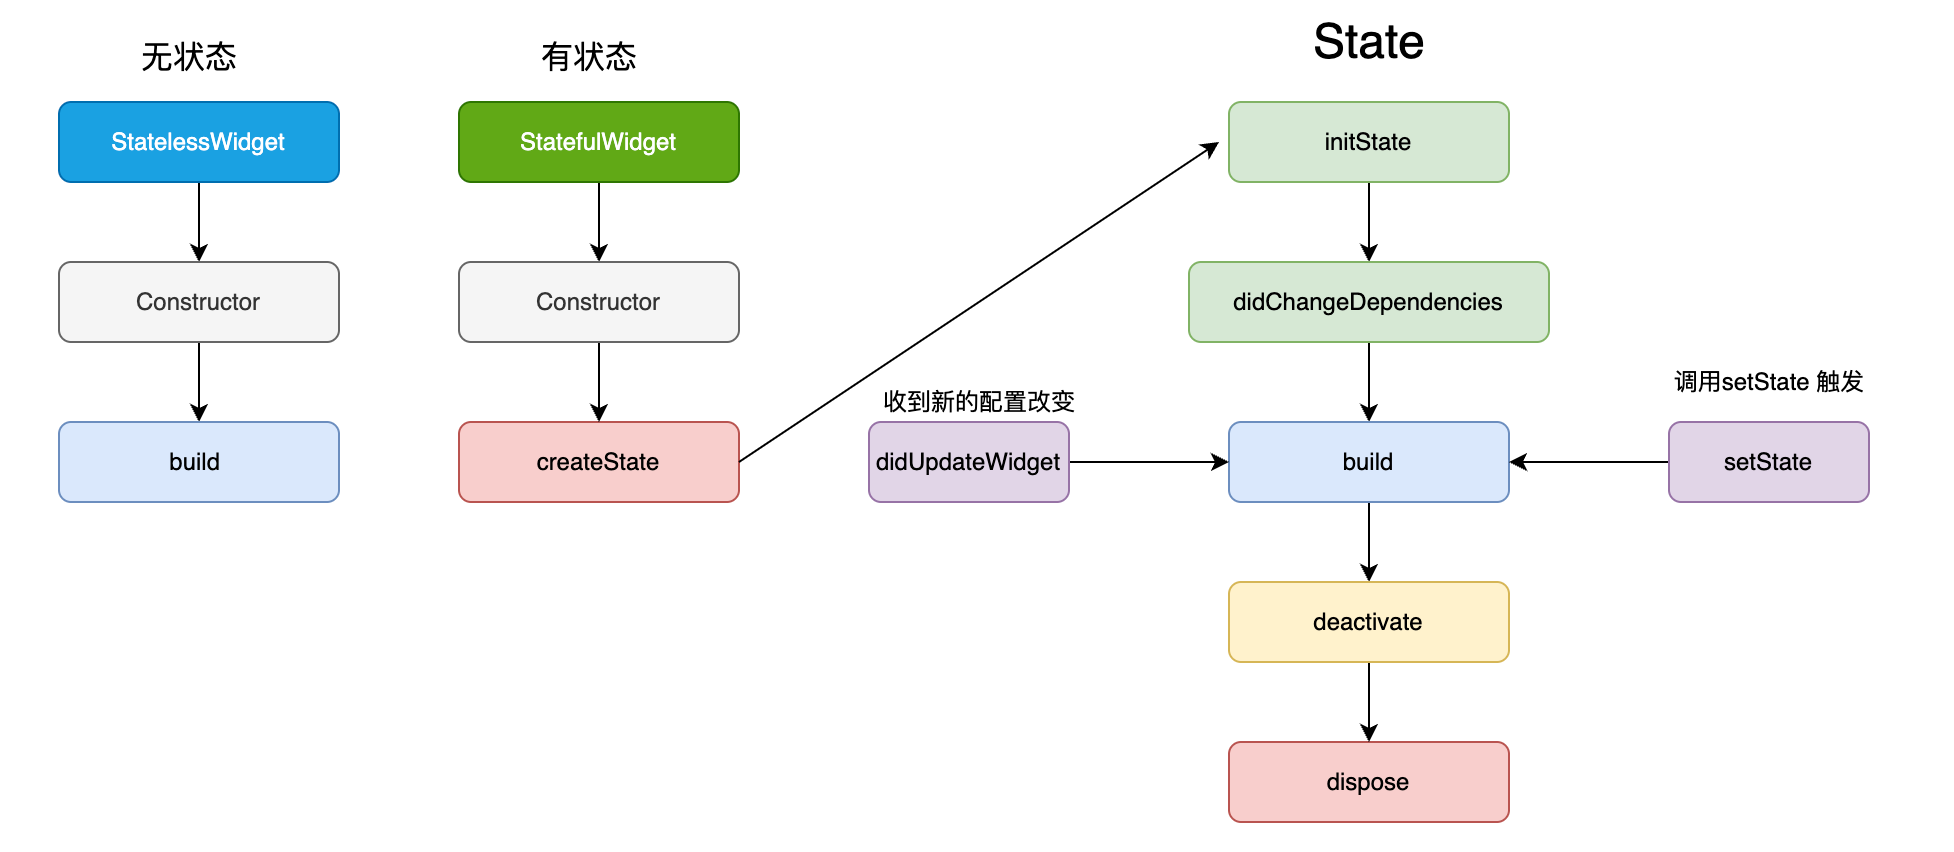 无状态
有状态
State
StatelessWidget
StatefulWidget
initState
Constructor
Constructor
didChangeDependencies
调用setState 触发
收到新的配置改变
build
createState
didUpdateWidget
build
setState
deactivate
dispose